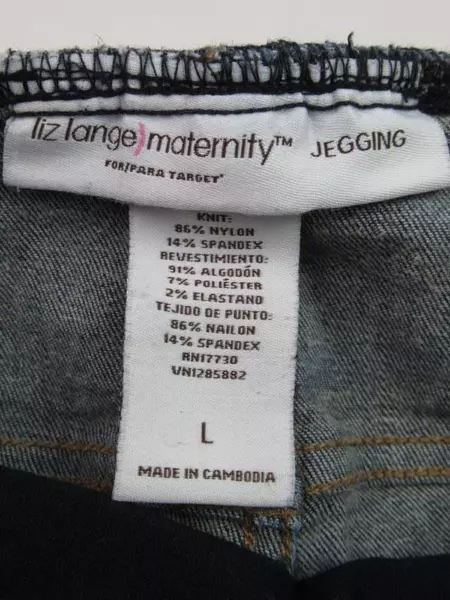 liz lange)maternity™ JEGGING
FOR/PARA TARGET*
KNIT:
86% NYLON
14% SPANDEX
REVESTIMIENTO:
91% ALGODÓN
7% POLIÉSTER
2% ELASTANO
TEJIDO DE PUNTO:
86% NAILON
14% SPANDEX
RN17730
VN1285882
L
MADE IN CAMBODIA